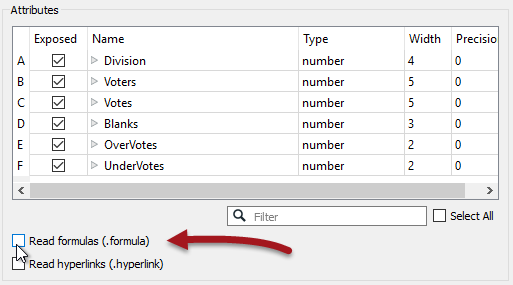 Attributes
Exposed Name Type Width Precisio
A Division number 4 0
B Voters number 5 0
C Votes number 5 0
D Blanks number 3 0
E OverVotes number 2 0
F UnderVotes number 2 0
Filter Select All
Read formulas (.formula)
Read hyperlinks (.hyperlink)